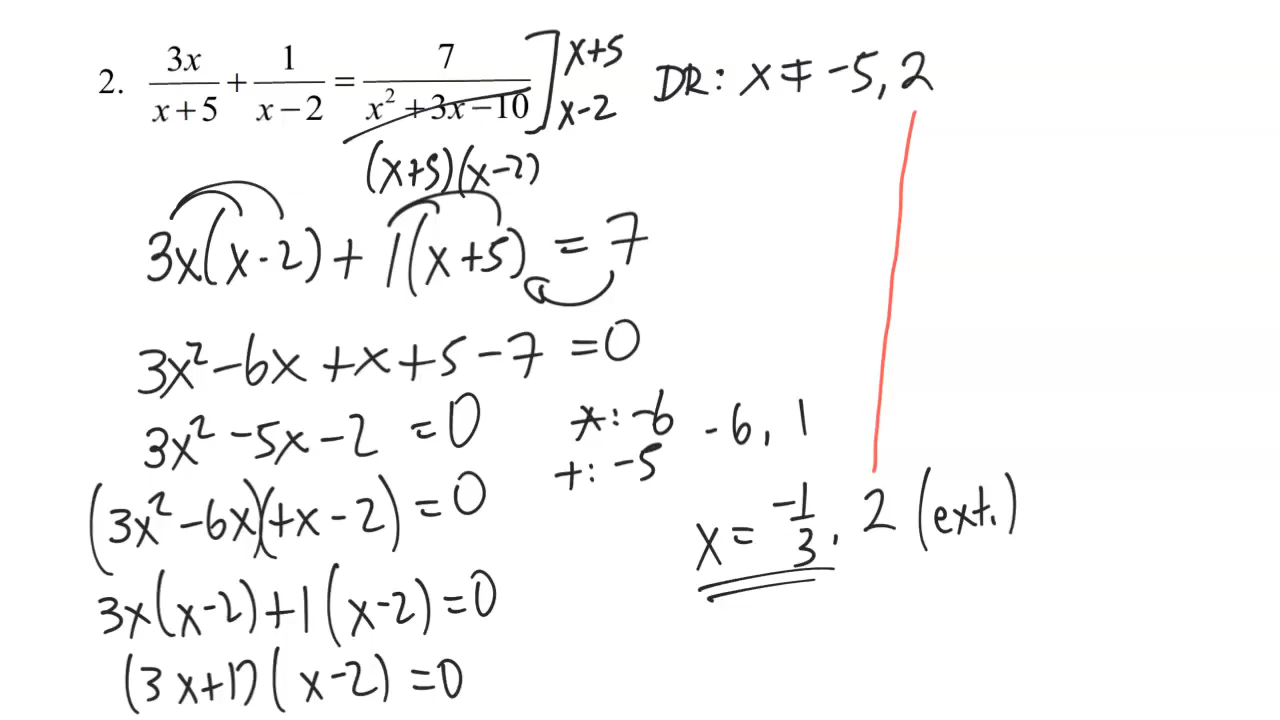 2. 3x/(x+5) + 1/(x−2) = 7/(x² +3x−10) ] x+5 x-2 DR: x ≠ -5, 2
(x+5)(x-2)
3x(x-2) + 1(x+5) = 7
3x² -6x +x +5 -7 =0
3x² -5x -2 =0
*: -6
+: -5
-6, 1
(3x² -6x)(+x -2) =0
x = -1/3, 2 (ext.)
3x(x-2)+1(x-2)=0
(3x+1)(x-2)=0